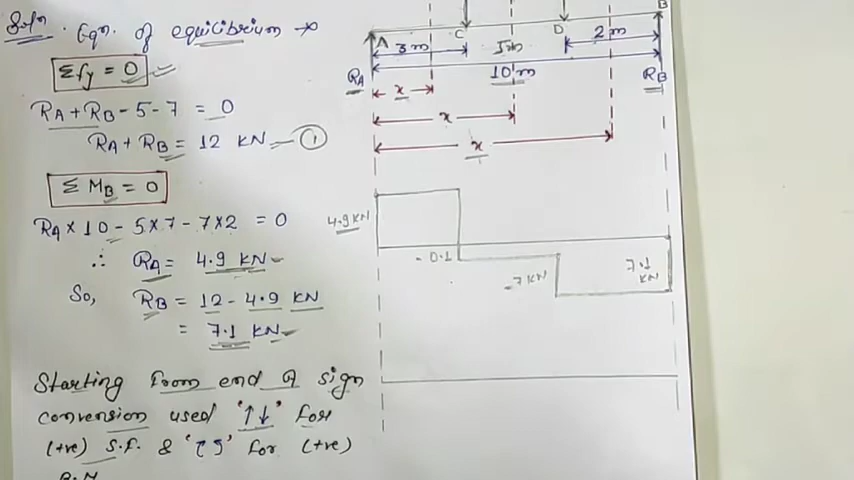 Soln. Eqn. of equilibrium →
Σfy = 0
RA + RB - 5 - 7 = 0
RA + RB = 12 KN — ①
Σ MB = 0
RA × 10 - 5×7 - 7×2 = 0
∴ RA = 4.9 KN
So, RB = 12 - 4.9 KN
= 7.1 KN
Starting from end A sign
convension used '↑↓' for
(+ve) S.F. & '↺' for (+ve)
B.M
B
A
C
D
3 m
5m
2 m
RA
10 m
RB
x
x
x
4.9 KN
- 0.1
-7 KN
7.1
KN